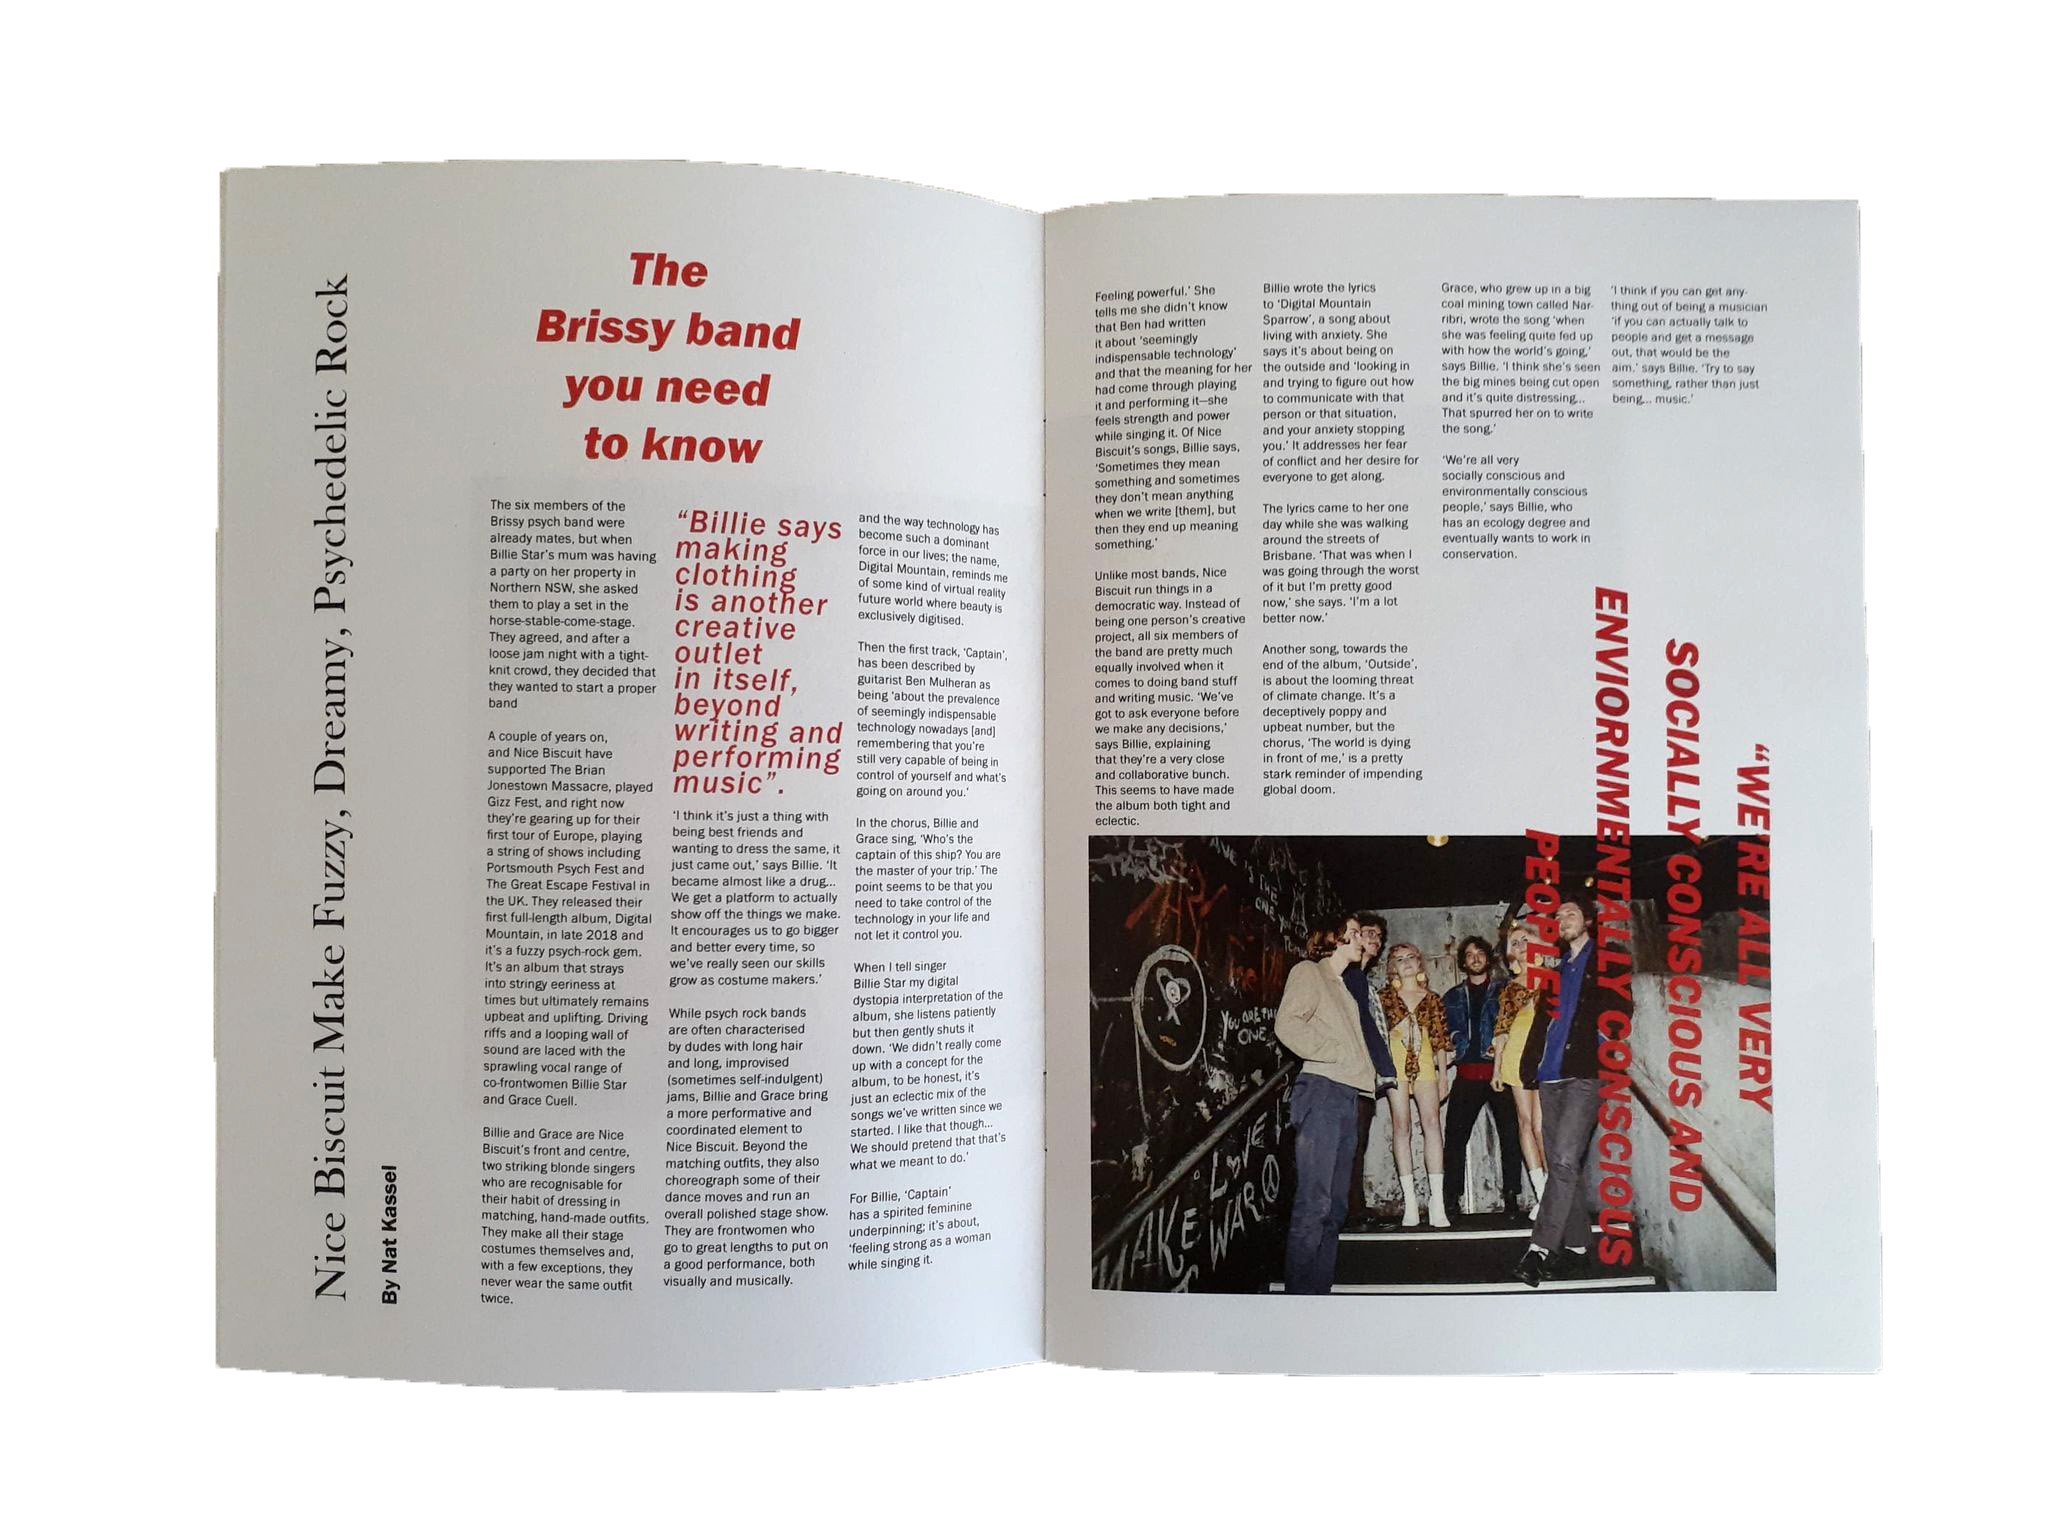 Nice Biscuit Make Fuzzy, Dreamy, Psychedelic Rock
By Nat Kassel
The
Brissy band
you need
to know
The six members of the
Brissy psych band were
already mates, but when
Billie Star's mum was having
a party on her property in
Northern NSW, she asked
them to play a set in the
horse-stable-come-stage.
They agreed, and after a
loose jam night with a tight-
knit crowd, they decided that
they wanted to start a proper
band
A couple of years on,
and Nice Biscuit have
supported The Brian
Jonestown Massacre, played
Gizz Fest, and right now
they're gearing up for their
first tour of Europe, playing
a string of shows including
Portsmouth Psych Fest and
The Great Escape Festival in
the UK. They released their
first full-length album, Digital
Mountain, in late 2018 and
it's a fuzzy psych-rock gem.
It's an album that strays
into stringy eeriness at
times but ultimately remains
upbeat and uplifting. Driving
riffs and a looping wall of
sound are laced with the
sprawling vocal range of
co-frontwomen Billie Star
and Grace Cuell.
Billie and Grace are Nice
Biscuit's front and centre,
two striking blonde singers
who are recognisable for
their habit of dressing in
matching, hand-made outfits.
They make all their stage
costumes themselves and,
with a few exceptions, they
never wear the same outfit
twice.
"Billie says
making
clothing
is another
creative
outlet
in itself,
beyond
writing and
performing
music".
'I think it's just a thing with
being best friends and
wanting to dress the same, it
just came out,' says Billie. 'It
became almost like a drug...
We get a platform to actually
show off the things we make.
It encourages us to go bigger
and better every time, so
we've really seen our skills
grow as costume makers.'
While psych rock bands
are often characterised
by dudes with long hair
and long, improvised
(sometimes self-indulgent)
jams, Billie and Grace bring
a more performative and
coordinated element to
Nice Biscuit. Beyond the
matching outfits, they also
choreograph some of their
dance moves and run an
overall polished stage show.
They are frontwomen who
go to great lengths to put on
a good performance, both
visually and musically.
and the way technology has
become such a dominant
force in our lives; the name,
Digital Mountain, reminds me
of some kind of virtual reality
future world where beauty is
exclusively digitised.
Then the first track, 'Captain',
has been described by
guitarist Ben Mulheran as
being 'about the prevalence
of seemingly indispensable
technology nowadays [and]
remembering that you're
still very capable of being in
control of yourself and what's
going on around you.'
In the chorus, Billie and
Grace sing, 'Who's the
captain of this ship? You are
the master of your trip.' The
point seems to be that you
need to take control of the
technology in your life and
not let it control you.
When I tell singer
Billie Star my digital
dystopia interpretation of the
album, she listens patiently
but then gently shuts it
down. 'We didn't really come
up with a concept for the
album, to be honest, it's
just an eclectic mix of the
songs we've written since we
started. I like that though...
We should pretend that that's
what we meant to do.'
For Billie, 'Captain'
has a spirited feminine
underpinning; it's about,
'feeling strong as a woman
while singing it.
Feeling powerful.' She
tells me she didn't know
that Ben had written
it about 'seemingly
indispensable technology'
and that the meaning for her
had come through playing
it and performing it—she
feels strength and power
while singing it. Of Nice
Biscuit's songs, Billie says,
'Sometimes they mean
something and sometimes
they don't mean anything
when we write [them], but
then they end up meaning
something.'
Unlike most bands, Nice
Biscuit run things in a
democratic way. Instead of
being one person's creative
project, all six members of
the band are pretty much
equally involved when it
comes to doing band stuff
and writing music. 'We've
got to ask everyone before
we make any decisions,'
says Billie, explaining
that they're a very close
and collaborative bunch.
This seems to have made
the album both tight and
eclectic.
Billie wrote the lyrics
to 'Digital Mountain
Sparrow', a song about
living with anxiety. She
says it's about being on
the outside and 'looking in
and trying to figure out how
to communicate with that
person or that situation,
and your anxiety stopping
you.' It addresses her fear
of conflict and her desire for
everyone to get along.
The lyrics came to her one
day while she was walking
around the streets of
Brisbane. 'That was when I
was going through the worst
of it but I'm pretty good
now,' she says. 'I'm a lot
better now.'
Another song, towards the
end of the album, 'Outside',
is about the looming threat
of climate change. It's a
deceptively poppy and
upbeat number, but the
chorus, 'The world is dying
in front of me,' is a pretty
stark reminder of impending
global doom.
Grace, who grew up in a big
coal mining town called Nar-
ribri, wrote the song 'when
she was feeling quite fed up
with how the world's going,'
says Billie. 'I think she's seen
the big mines being cut open
and it's quite distressing...
That spurred her on to write
the song.'
'We're all very
socially conscious and
environmentally conscious
people,' says Billie, who
has an ecology degree and
eventually wants to work in
conservation.
'I think if you can get any-
thing out of being a musician
'if you can actually talk to
people and get a message
out, that would be the
aim.' says Billie. 'Try to say
something, rather than just
being... music.'
"WE'RE ALL VERY
SOCIALLY CONSCIOUS AND
ENVIORNMENTALLY CONSCIOUS
PEOPLE"
YOU ARE THE
ONE
MAKE
LOVE
WAR